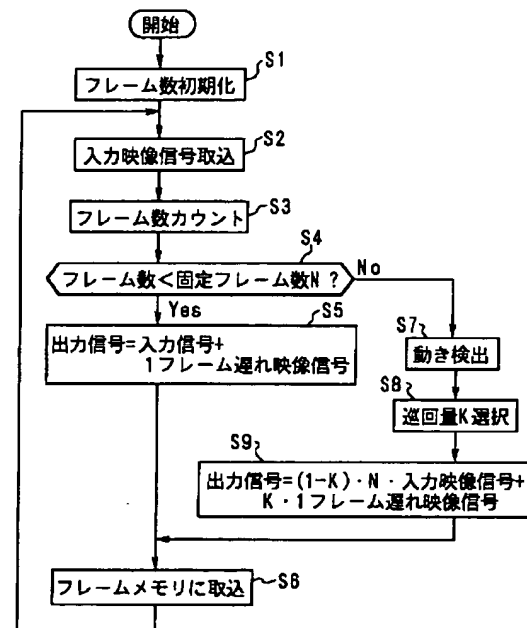 開始
S1
フレーム数初期化
S2
入力映像信号取込
S3
フレーム数カウント
S4
フレーム数<固定フレーム数N ?
No
Yes
S5
出力信号=入力信号+
1フレーム遅れ映像信号
S7
動き検出
S8
巡回量K選択
S9
出力信号=(1-K)・N・入力映像信号+
K・1フレーム遅れ映像信号
S6
フレームメモリに取込